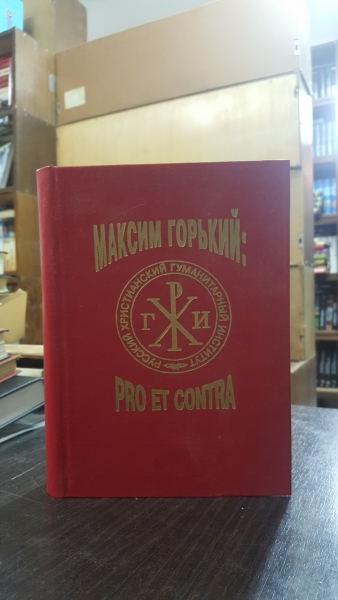 МАКСИМ ГОРЬКИЙ:
РУССКИЙ ХРИСТИАНСКИЙ ГУМАНИТАРНЫЙ ИНСТИТУТ
Г И
PRO ET CONTRA